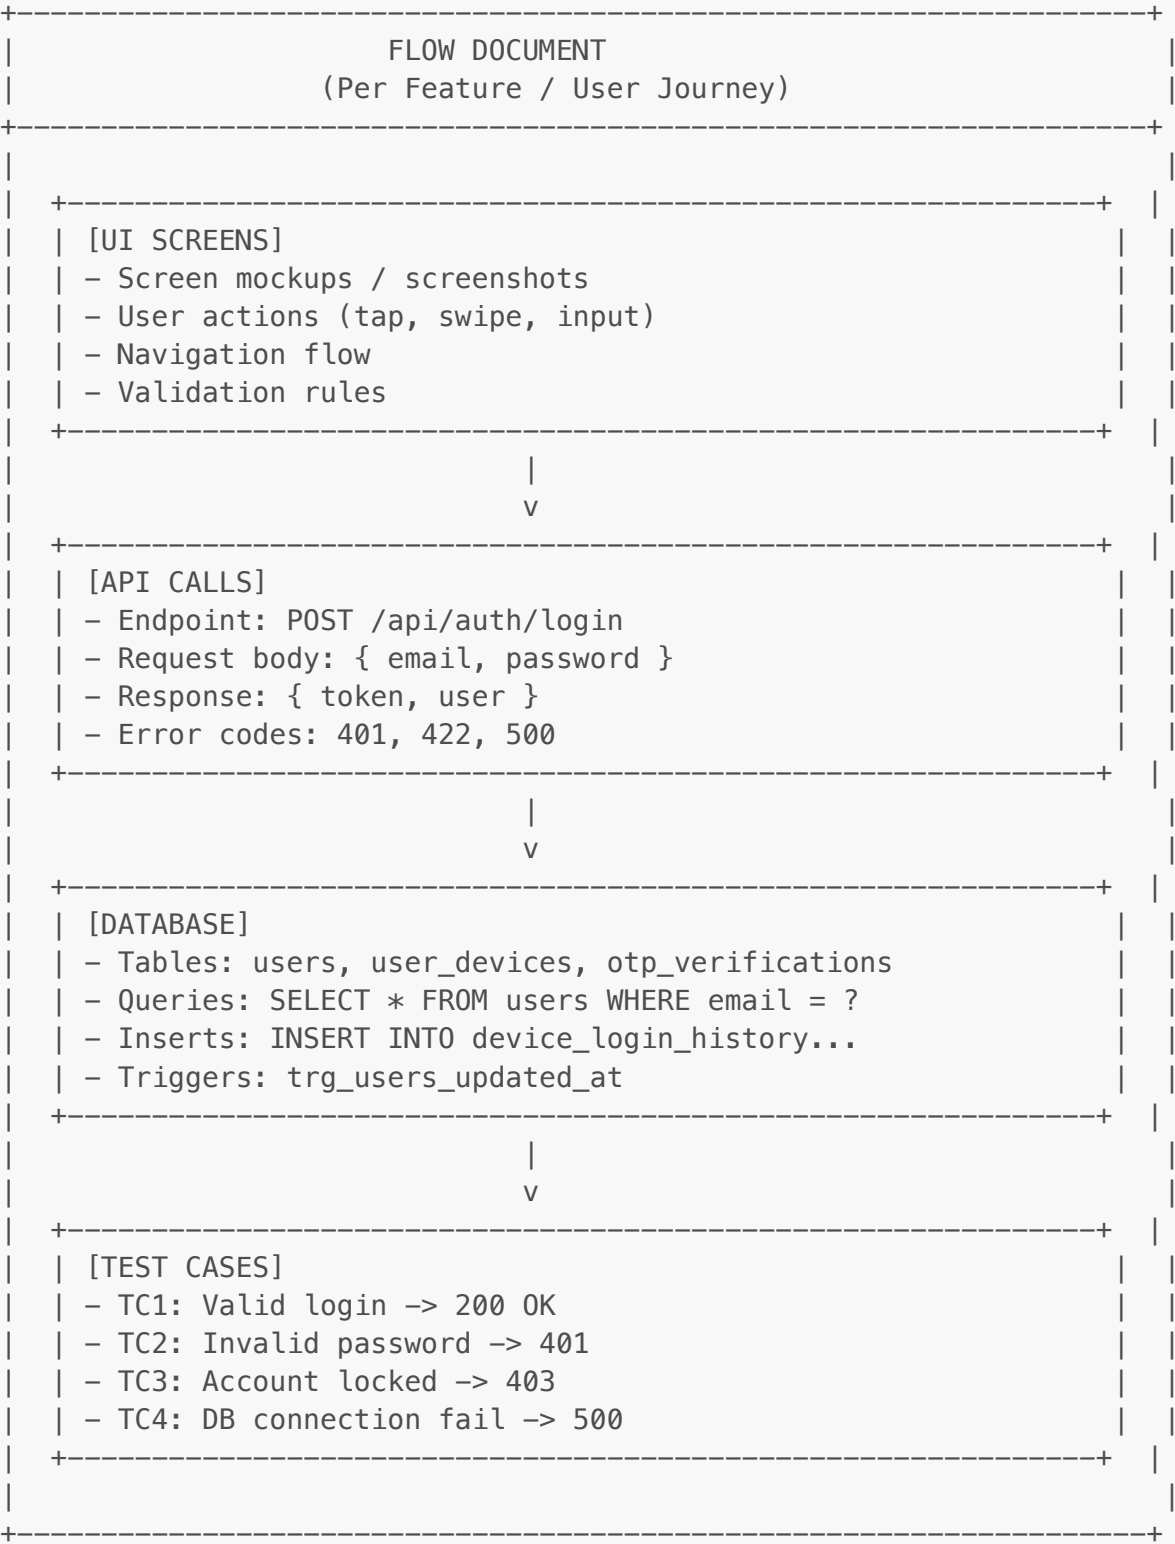 FLOW DOCUMENT
(Per Feature / User Journey)
[UI SCREENS]
- Screen mockups / screenshots
- User actions (tap, swipe, input)
- Navigation flow
- Validation rules
v
[API CALLS]
- Endpoint: POST /api/auth/login
- Request body: { email, password }
- Response: { token, user }
- Error codes: 401, 422, 500
v
[DATABASE]
- Tables: users, user_devices, otp_verifications
- Queries: SELECT * FROM users WHERE email = ?
- Inserts: INSERT INTO device_login_history...
- Triggers: trg_users_updated_at
v
[TEST CASES]
- TC1: Valid login -> 200 OK
- TC2: Invalid password -> 401
- TC3: Account locked -> 403
- TC4: DB connection fail -> 500